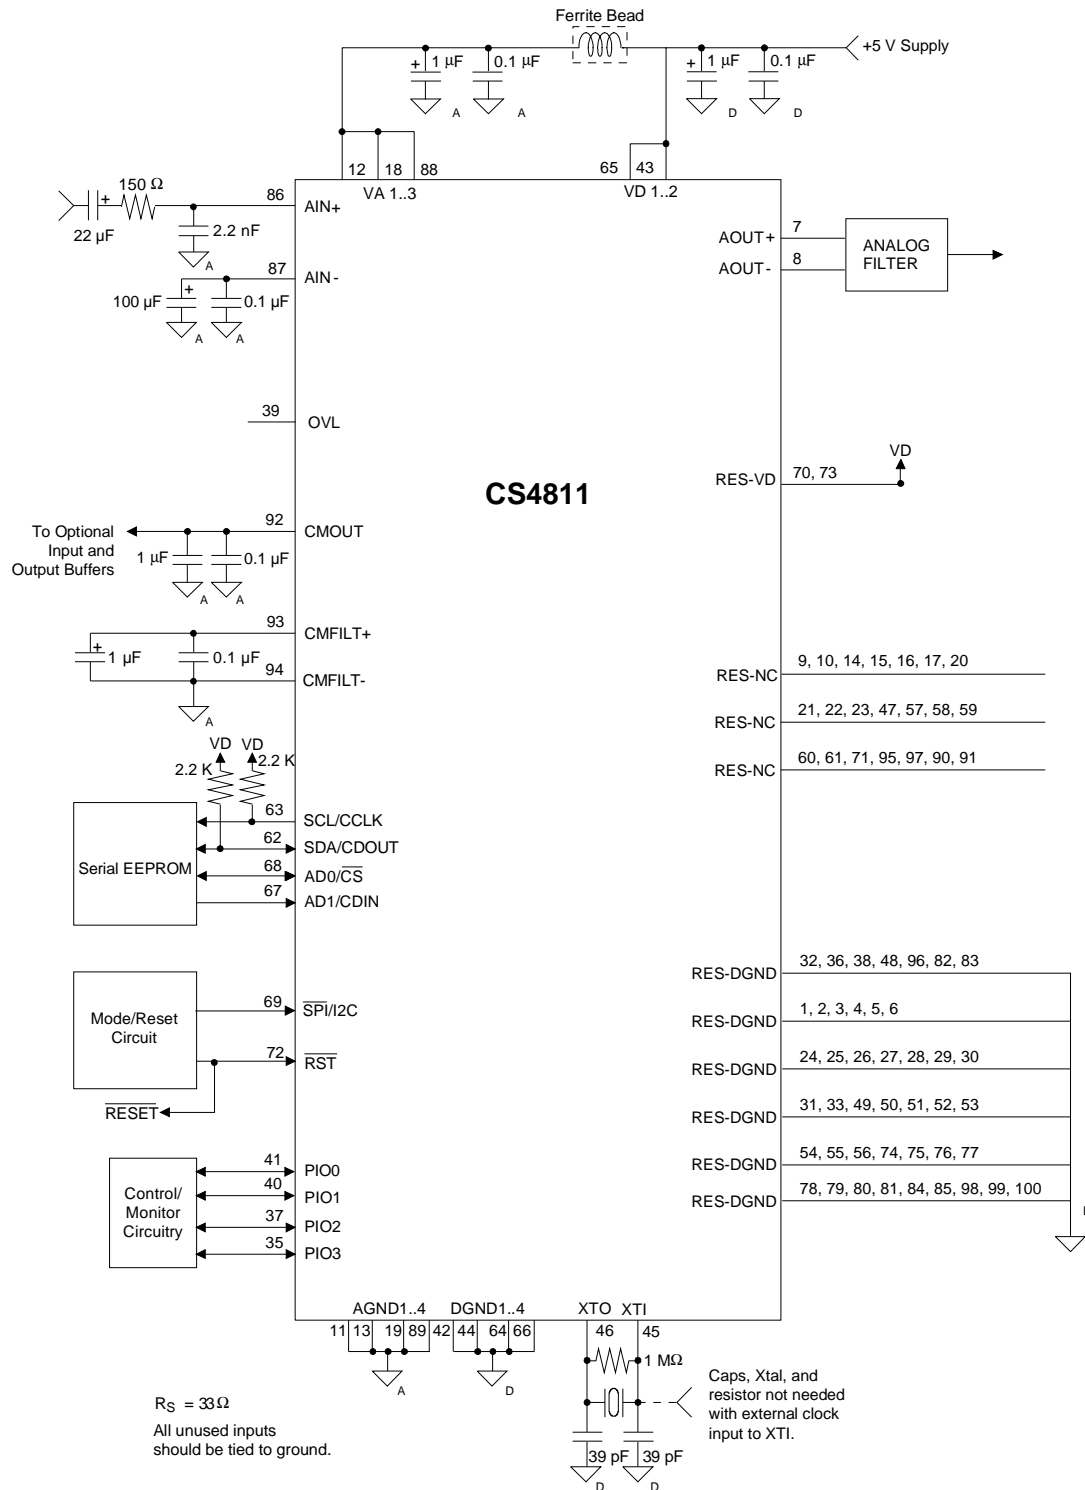 Ferrite Bead
+5 V Supply
+ 1 µF
0.1 µF
+ 1 µF
0.1 µF
A
A
D
D
12 18 88
65 43
VA 1..3
VD 1..2
150 Ω
+
22 µF
86
AIN+
2.2 nF
A
87
AIN-
100 µF
+
0.1 µF
A
A
AOUT+
7
AOUT-
8
ANALOG
FILTER
39
OVL
CS4811
VD
RES-VD
70, 73
To Optional
Input and
Output Buffers
92
CMOUT
1 µF
0.1 µF
A
A
93
CMFILT+
+
1 µF
0.1 µF
94
CMFILT-
A
RES-NC
9, 10, 14, 15, 16, 17, 20
RES-NC
21, 22, 23, 47, 57, 58, 59
RES-NC
60, 61, 71, 95, 97, 90, 91
VD VD
2.2 K
2.2 K
Serial EEPROM
63
SCL/CCLK
62
SDA/CDOUT
68
AD0/CS
67
AD1/CDIN
Mode/Reset
Circuit
69
SPI/I2C
72
RST
RESET
RES-DGND
32, 36, 38, 48, 96, 82, 83
RES-DGND
1, 2, 3, 4, 5, 6
RES-DGND
24, 25, 26, 27, 28, 29, 30
RES-DGND
31, 33, 49, 50, 51, 52, 53
RES-DGND
54, 55, 56, 74, 75, 76, 77
RES-DGND
78, 79, 80, 81, 84, 85, 98, 99, 100
Control/
Monitor
Circuitry
41
PIO0
40
PIO1
37
PIO2
35
PIO3
AGND1..4
DGND1..4
XTO XTI
11 13 19 89 42 44 64 66
46 45
A
D
1 MΩ
39 pF
39 pF
D
D
Caps, Xtal, and
resistor not needed
with external clock
input to XTI.
RS = 33Ω
All unused inputs
should be tied to ground.